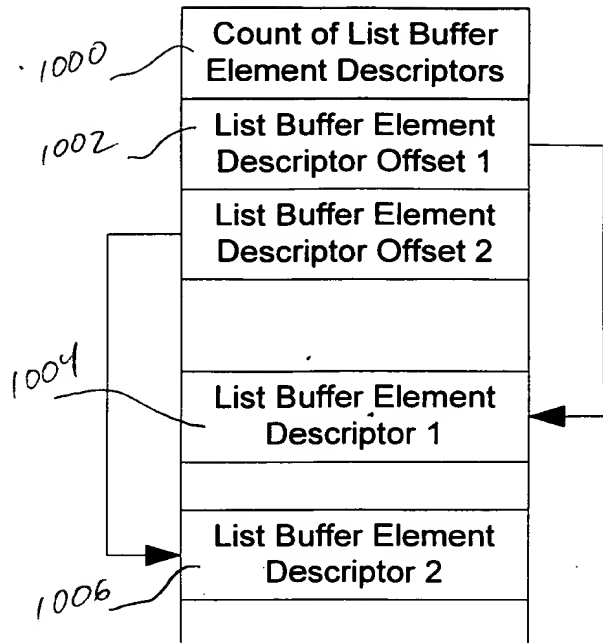 1000
Count of List Buffer
Element Descriptors
1002
List Buffer Element
Descriptor Offset 1
List Buffer Element
Descriptor Offset 2
1004
List Buffer Element
Descriptor 1
List Buffer Element
Descriptor 2
1006